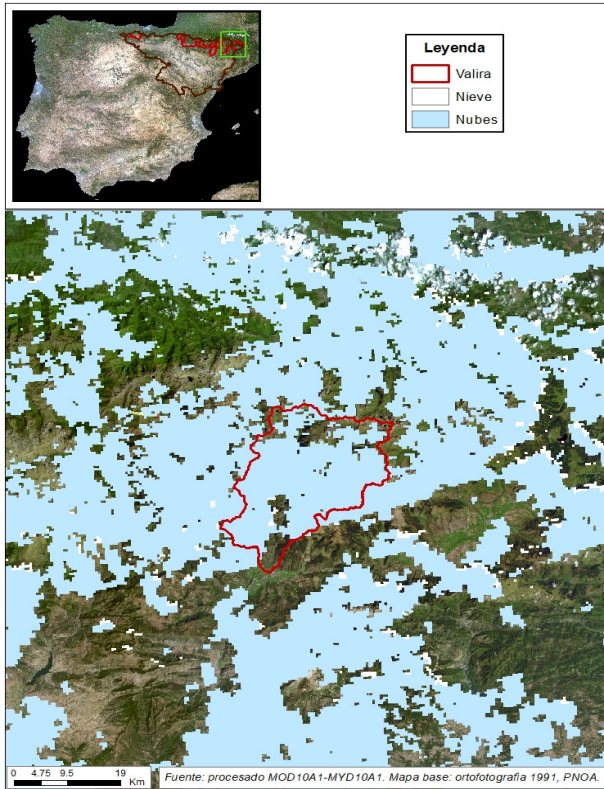 Leyenda
Valira
Nieve
Nubes
0 4.75 9.5 19
Km
Fuente: procesado MOD10A1-MYD10A1. Mapa base: ortofotografia 1991, PNOA.